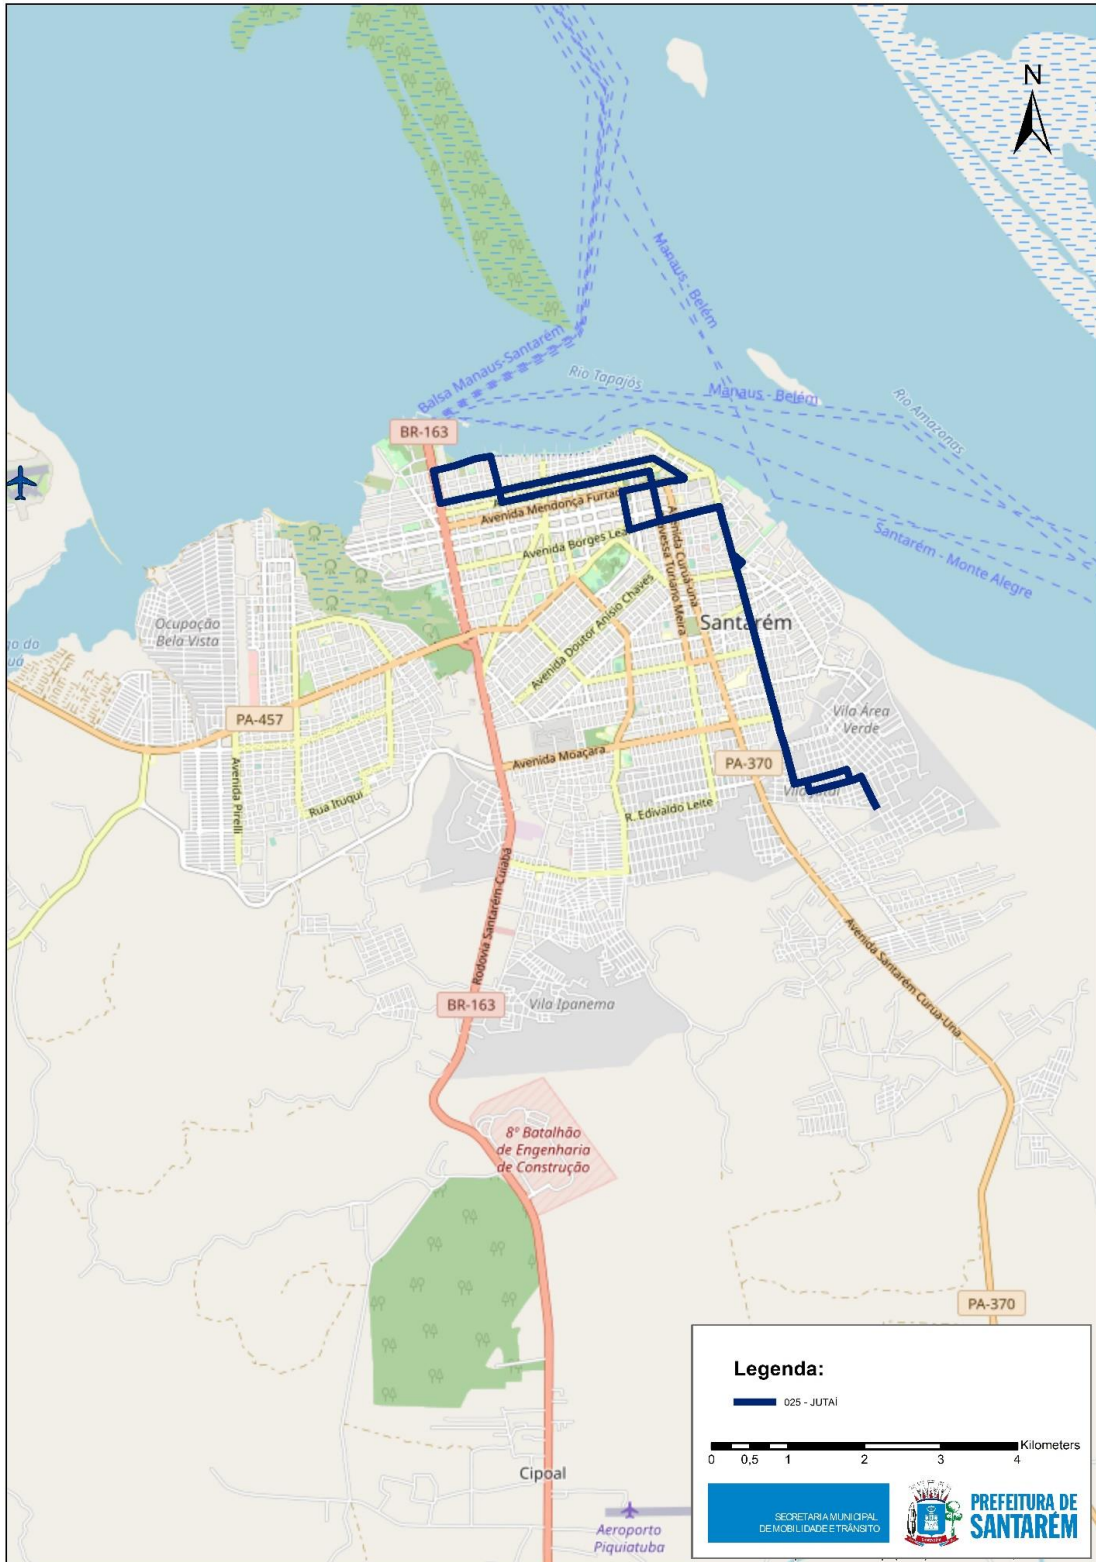 N
Manaus - Belém
Balsa Manaus-Santarém
Rio Tapajós
Manaus - Belém
Rio Amazonas
BR-163
Avenida Mendonça Furtado
Santarém - Monte Alegre
Avenida Borges Lea
Avenida Curuá-una
Travessa Turiano Meira
Ocupação
Bela Vista
Avenida Doutor Anísio Chaves
Santarém
PA-457
Vila Área
Verde
Avenida Moaçara
PA-370
Avenida Pirelli
Rua Ituqui
R. Edivaldo Leite
Rodovia Santarém-Cuiabá
Avenida Santarém Curuá-Una
BR-163
Vila Ipanema
8º Batalhão
de Engenharia
de Construção
PA-370
Cipoal
Aeroporto
Piquiatuba
Legenda:
025 - JUTAÍ
Kilometers
0 0,5 1 2 3 4
SECRETARIA MUNICIPAL
DE MOBILIDADE E TRÂNSITO
PREFEITURA DE
SANTARÉM